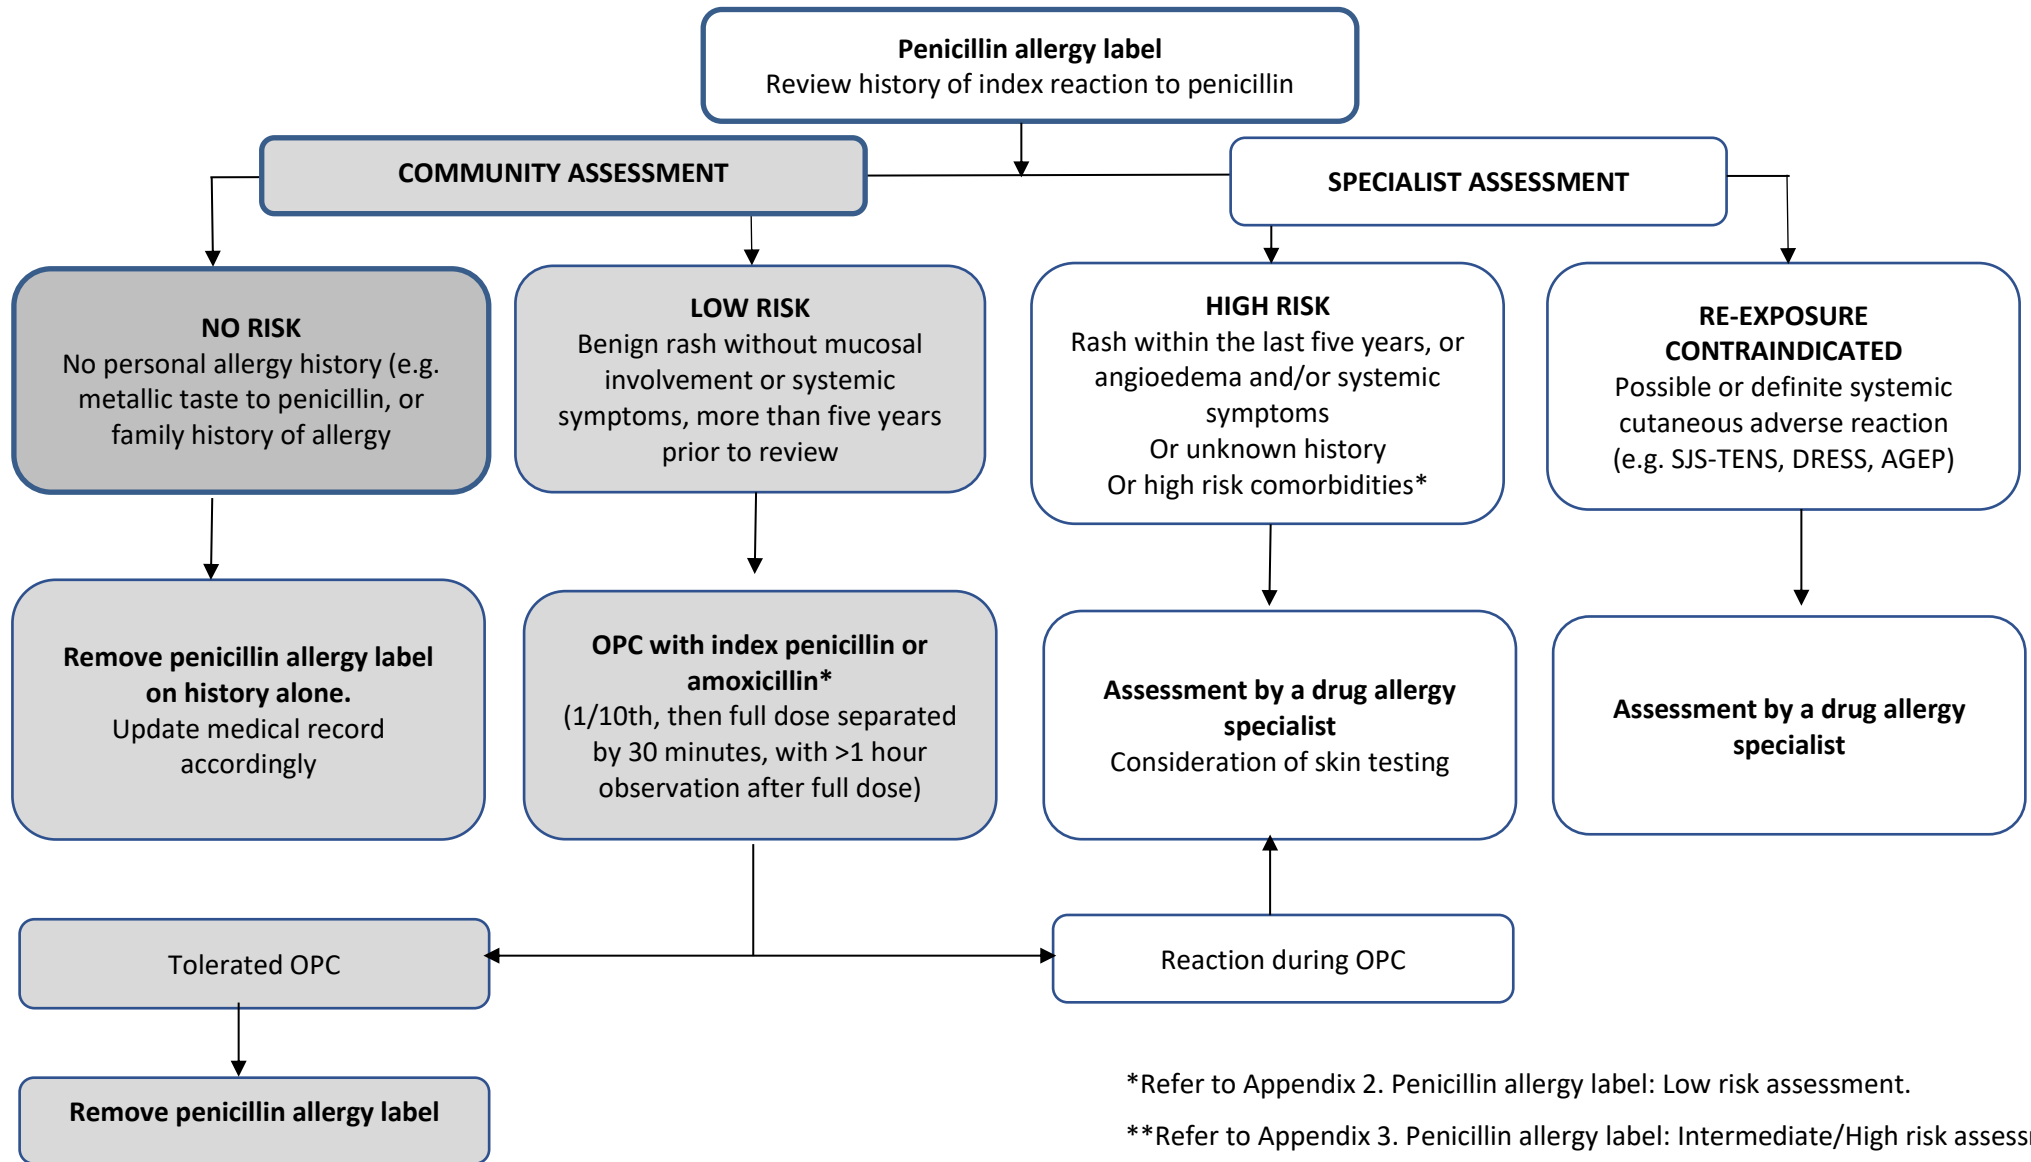 Penicillin allergy label
Review history of index reaction to penicillin
COMMUNITY ASSESSMENT
SPECIALIST ASSESSMENT
NO RISK
No personal allergy history (e.g.
metallic taste to penicillin, or
family history of allergy
LOW RISK
Benign rash without mucosal
involvement or systemic
symptoms, more than five years
prior to review
HIGH RISK
Rash within the last five years, or
angioedema and/or systemic
symptoms
Or unknown history
Or high risk comorbidities*
RE-EXPOSURE
CONTRAINDICATED
Possible or definite systemic
cutaneous adverse reaction
(e.g. SJS-TENS, DRESS, AGEP)
Remove penicillin allergy label
on history alone.
Update medical record
accordingly
OPC with index penicillin or
amoxicillin*
(1/10th, then full dose separated
by 30 minutes, with >1 hour
observation after full dose)
Assessment by a drug allergy
specialist
Consideration of skin testing
Assessment by a drug allergy
specialist
Tolerated OPC
Reaction during OPC
Remove penicillin allergy label
*Refer to Appendix 2. Penicillin allergy label: Low risk assessment.
**Refer to Appendix 3. Penicillin allergy label: Intermediate/High risk